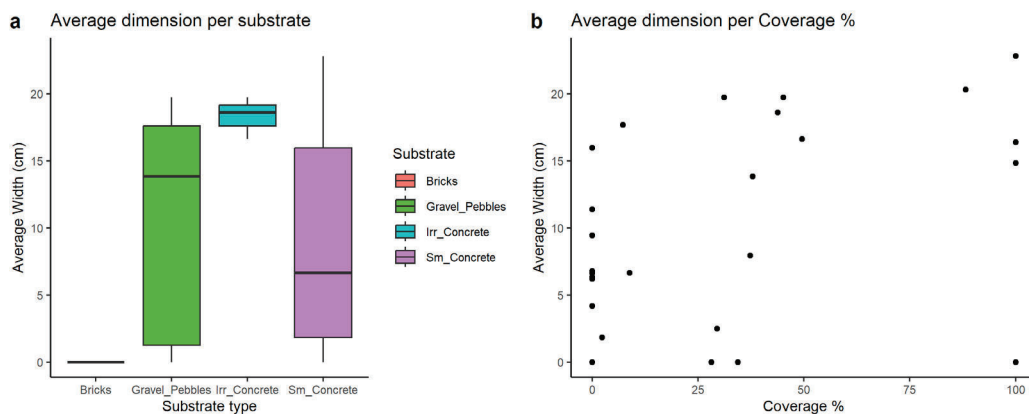 a Average dimension per substrate
Average Width (cm)
20
15
10
5
0
Bricks Gravel_Pebbles Irr_Concrete Sm_Concrete
Substrate type
Substrate
Bricks
Gravel_Pebbles
Irr_Concrete
Sm_Concrete
b Average dimension per Coverage %
Average Width (cm)
20
15
10
5
0
0 25 50 75 100
Coverage %